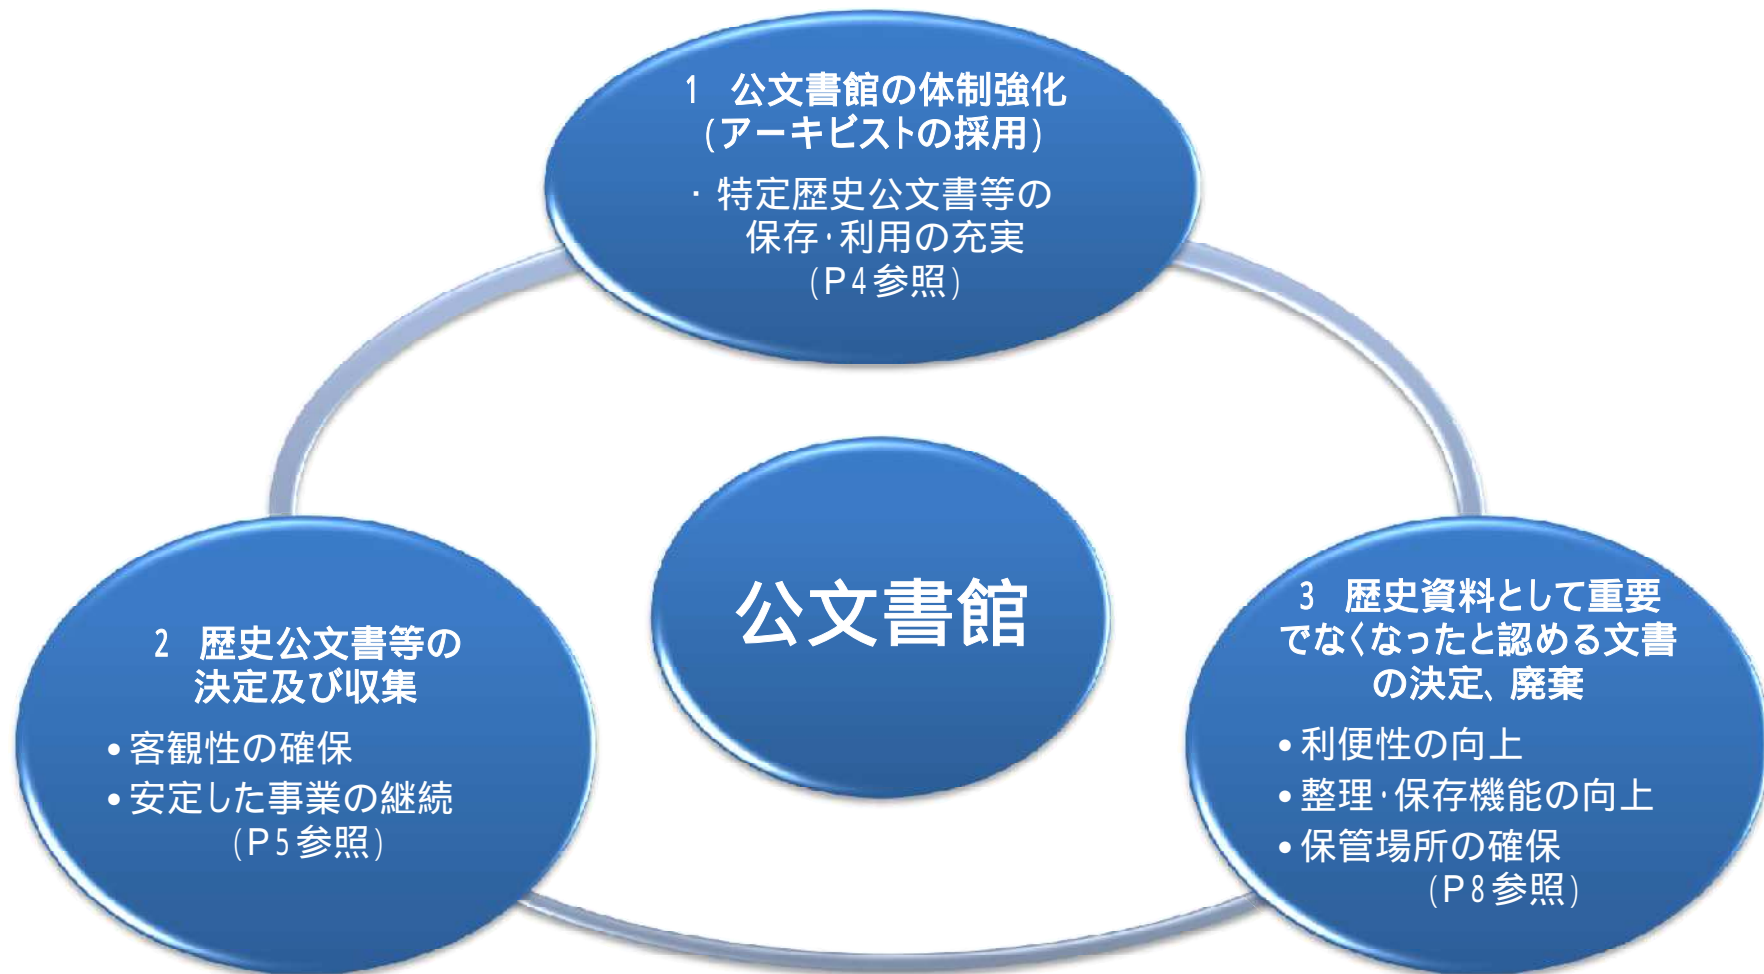 1 公文書館の体制強化
(アーキビストの採用)
・特定歴史公文書等の
保存・利用の充実
(P4参照)
公文書館
2 歴史公文書等の
決定及び収集
•客観性の確保
•安定した事業の継続
(P5参照)
3 歴史資料として重要
でなくなったと認める文書
の決定、廃棄
•利便性の向上
•整理・保存機能の向上
•保管場所の確保
(P8参照)